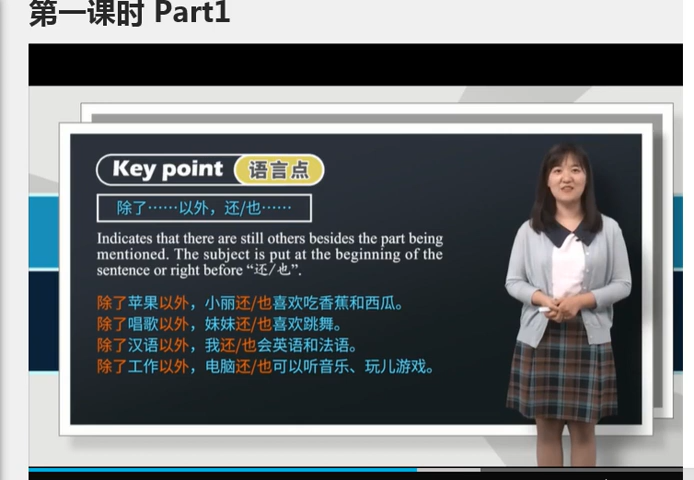 第一课时 Part1
Key point 语言点
除了……以外，还/也……
Indicates that there are still others besides the part being
mentioned. The subject is put at the beginning of the
sentence or right before “还/也”.
除了苹果以外，小丽还/也喜欢吃香蕉和西瓜。
除了唱歌以外，妹妹还/也喜欢跳舞。
除了汉语以外，我还/也会英语和法语。
除了工作以外，电脑还/也可以听音乐、玩儿游戏。